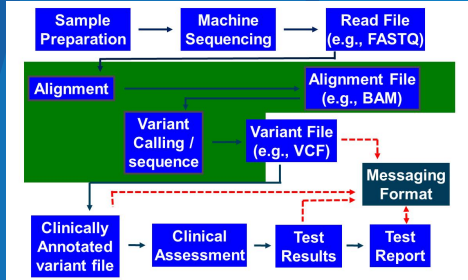 Sample
Preparation
Machine
Sequencing
Read File
(e.g., FASTQ)
Alignment
Alignment File
(e.g., BAM)
Variant
Calling /
sequence
Variant File
(e.g., VCF)
Messaging
Format
Clinically
Annotated
variant file
Clinical
Assessment
Test
Results
Test
Report